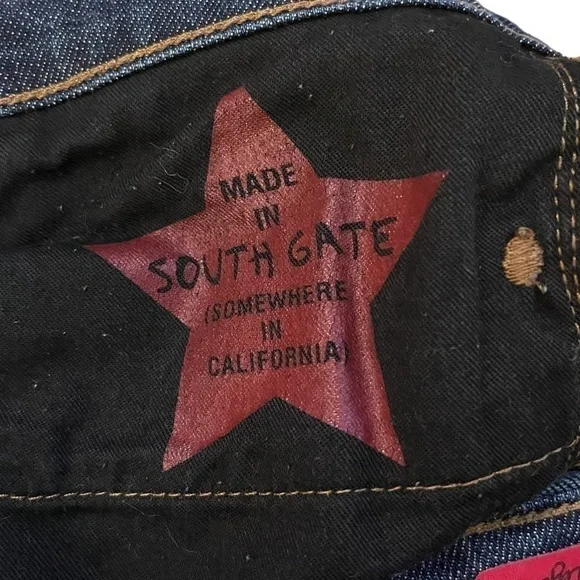 MADE
IN
SOUTH GATE
(SOMEWHERE
IN
CALIFORNIA)